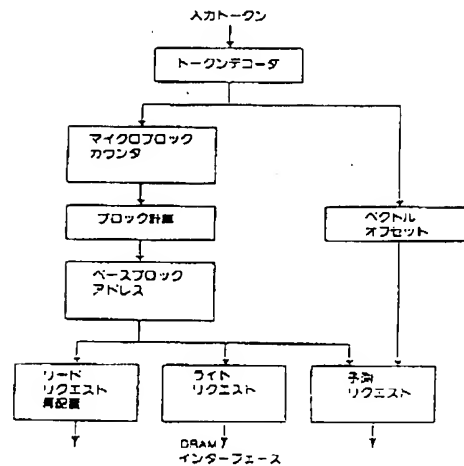 入力トークン
トークンデコーダ
マイクロブロック
カウンタ
ブロック計算
ベクトル
オフセット
ベースブロック
アドレス
リード
リクエスト
再配置
ライト
リクエスト
予測
リクエスト
DRAM
インターフェース